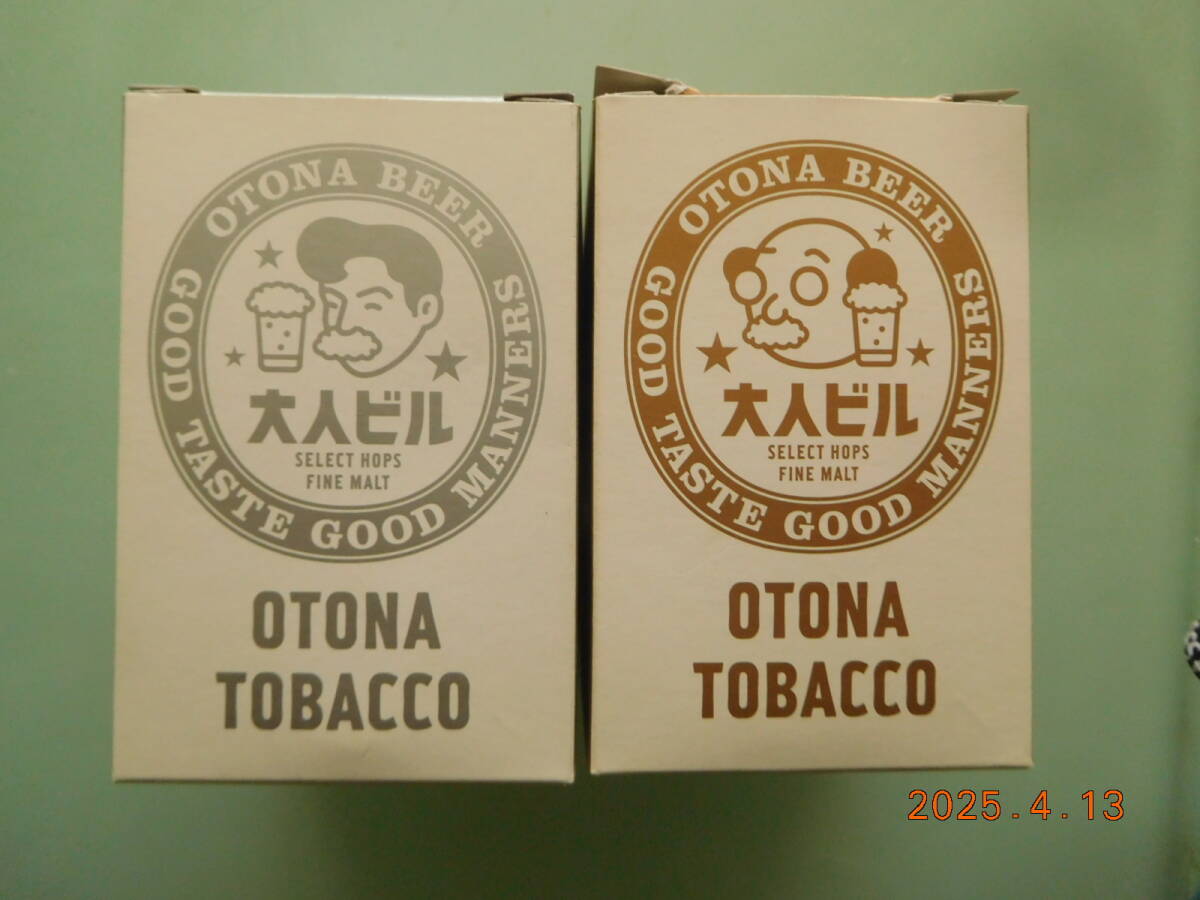 OTONA BEER
GOOD TASTE GOOD MANNERS
大人ビル
SELECT HOPS
FINE MALT
OTONA
TOBACCO
OTONA BEER
GOOD TASTE GOOD MANNERS
大人ビル
SELECT HOPS
FINE MALT
OTONA
TOBACCO
2025.4.13